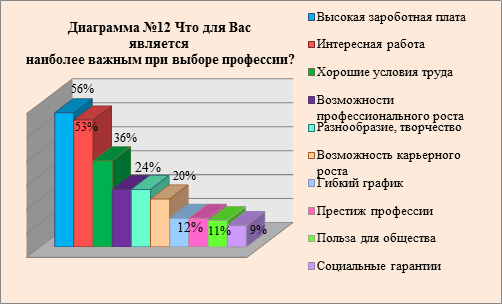 Диаграмма №12 Что для Вас
является
наиболее важным при выборе профессии?
56%
53%
36%
24%
20%
12%
11%
9%
Высокая зароботная плата
Интересная работа
Хорошие условия труда
Возможности
профессионального роста
Разнообразие, творчество
Возможность карьерного
роста
Гибкий график
Престиж профессии
Польза для общества
Социальные гарантии